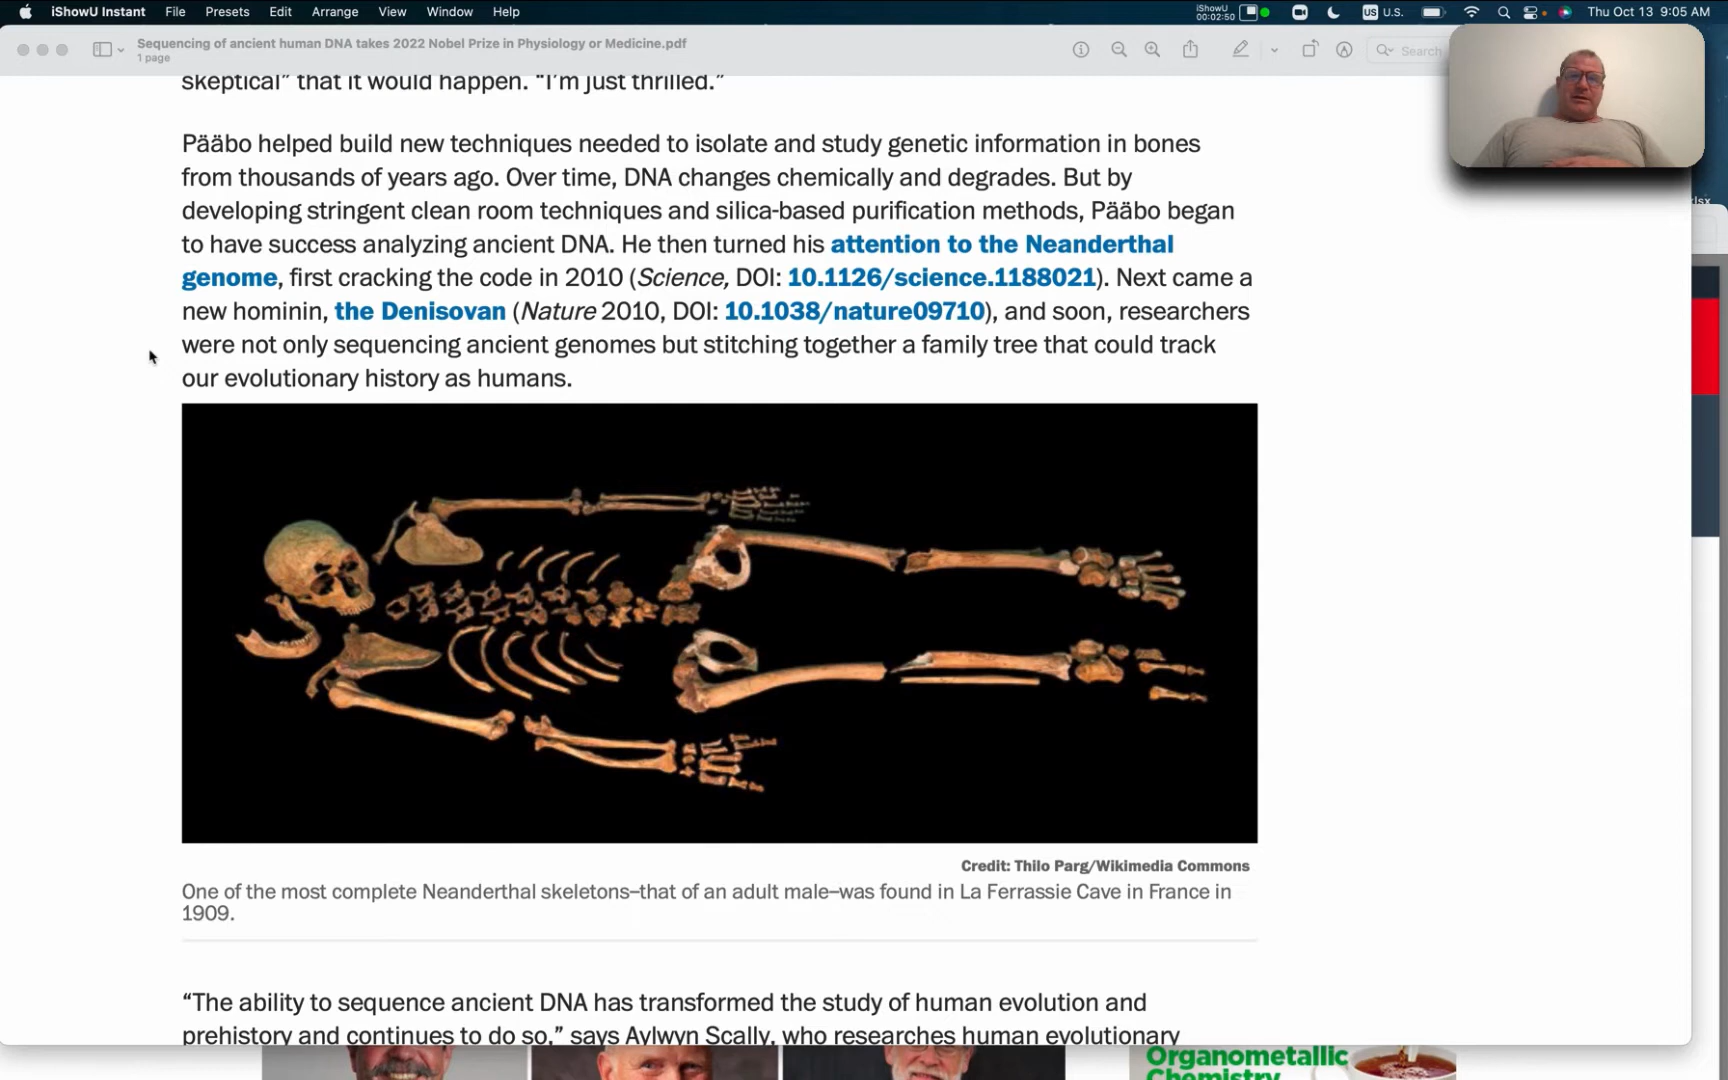 iShowU Instant File Presets Edit Arrange View Window Help iShowU 00:02:50 US U.S. Thu Oct 13 9:05 AM
Sequencing of ancient human DNA takes 2022 Nobel Prize in Physiology or Medicine.pdf
1 page
Search
skeptical” that it would happen. “I’m just thrilled.”
Pääbo helped build new techniques needed to isolate and study genetic information in bones
from thousands of years ago. Over time, DNA changes chemically and degrades. But by
developing stringent clean room techniques and silica-based purification methods, Pääbo began
to have success analyzing ancient DNA. He then turned his attention to the Neanderthal
genome, first cracking the code in 2010 (Science, DOI: 10.1126/science.1188021). Next came a
new hominin, the Denisovan (Nature 2010, DOI: 10.1038/nature09710), and soon, researchers
were not only sequencing ancient genomes but stitching together a family tree that could track
our evolutionary history as humans.
Credit: Thilo Parg/Wikimedia Commons
One of the most complete Neanderthal skeletons—that of an adult male—was found in La Ferrassie Cave in France in
1909.
“The ability to sequence ancient DNA has transformed the study of human evolution and
prehistory and continues to do so,” says Aylwyn Scally, who researches human evolutionary
Organometallic
Chemistry
xlsx